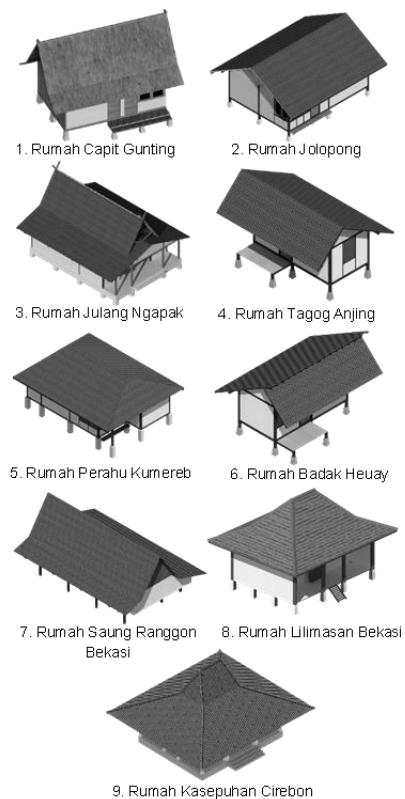 1. Rumah Capit Gunting
2. Rumah Jolopong
3. Rumah Julang Ngapak
4. Rumah Tagog Anjing
5. Rumah Perahu Kumereb
6. Rumah Badak Heuay
7. Rumah Saung Ranggon
Bekasi
8. Rumah Lilimasan Bekasi
9. Rumah Kasepuhan Cirebon